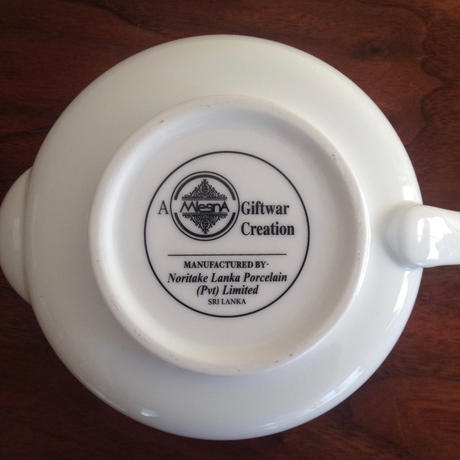 A MlesnA Giftwar
Creation
MANUFACTURED BY-
Noritake Lanka Porcelain
(Pvt) Limited
SRI LANKA